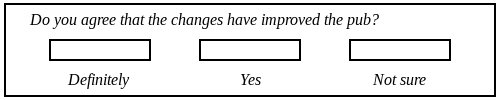 Do you agree that the changes have improved the pub?
Definitely Yes Not sure